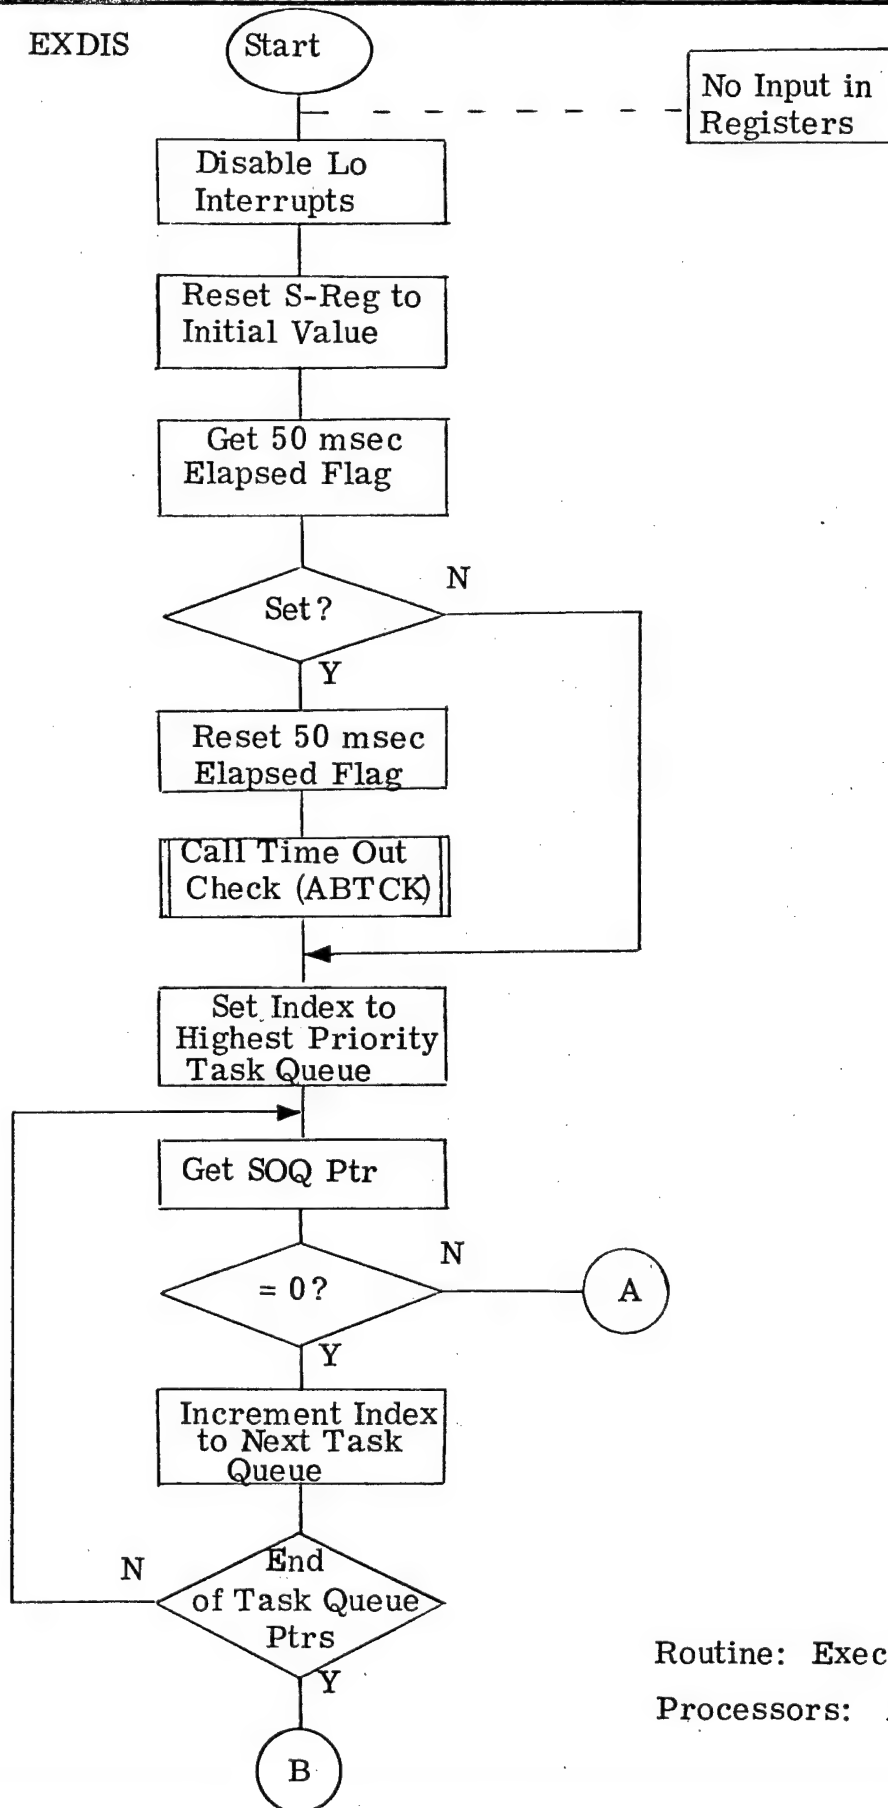 EXDIS
Start
No Input in
Registers
Disable Lo
Interrupts
Reset S-Reg to
Initial Value
Get 50 msec
Elapsed Flag
Set?
N
Y
Reset 50 msec
Elapsed Flag
Call Time Out
Check (ABTCK)
Set Index to
Highest Priority
Task Queue
Get SOQ Ptr
= 0?
N
A
Y
Increment Index
to Next Task
Queue
End
of Task Queue
Ptrs
N
Y
B
Routine: Exec
Processors: